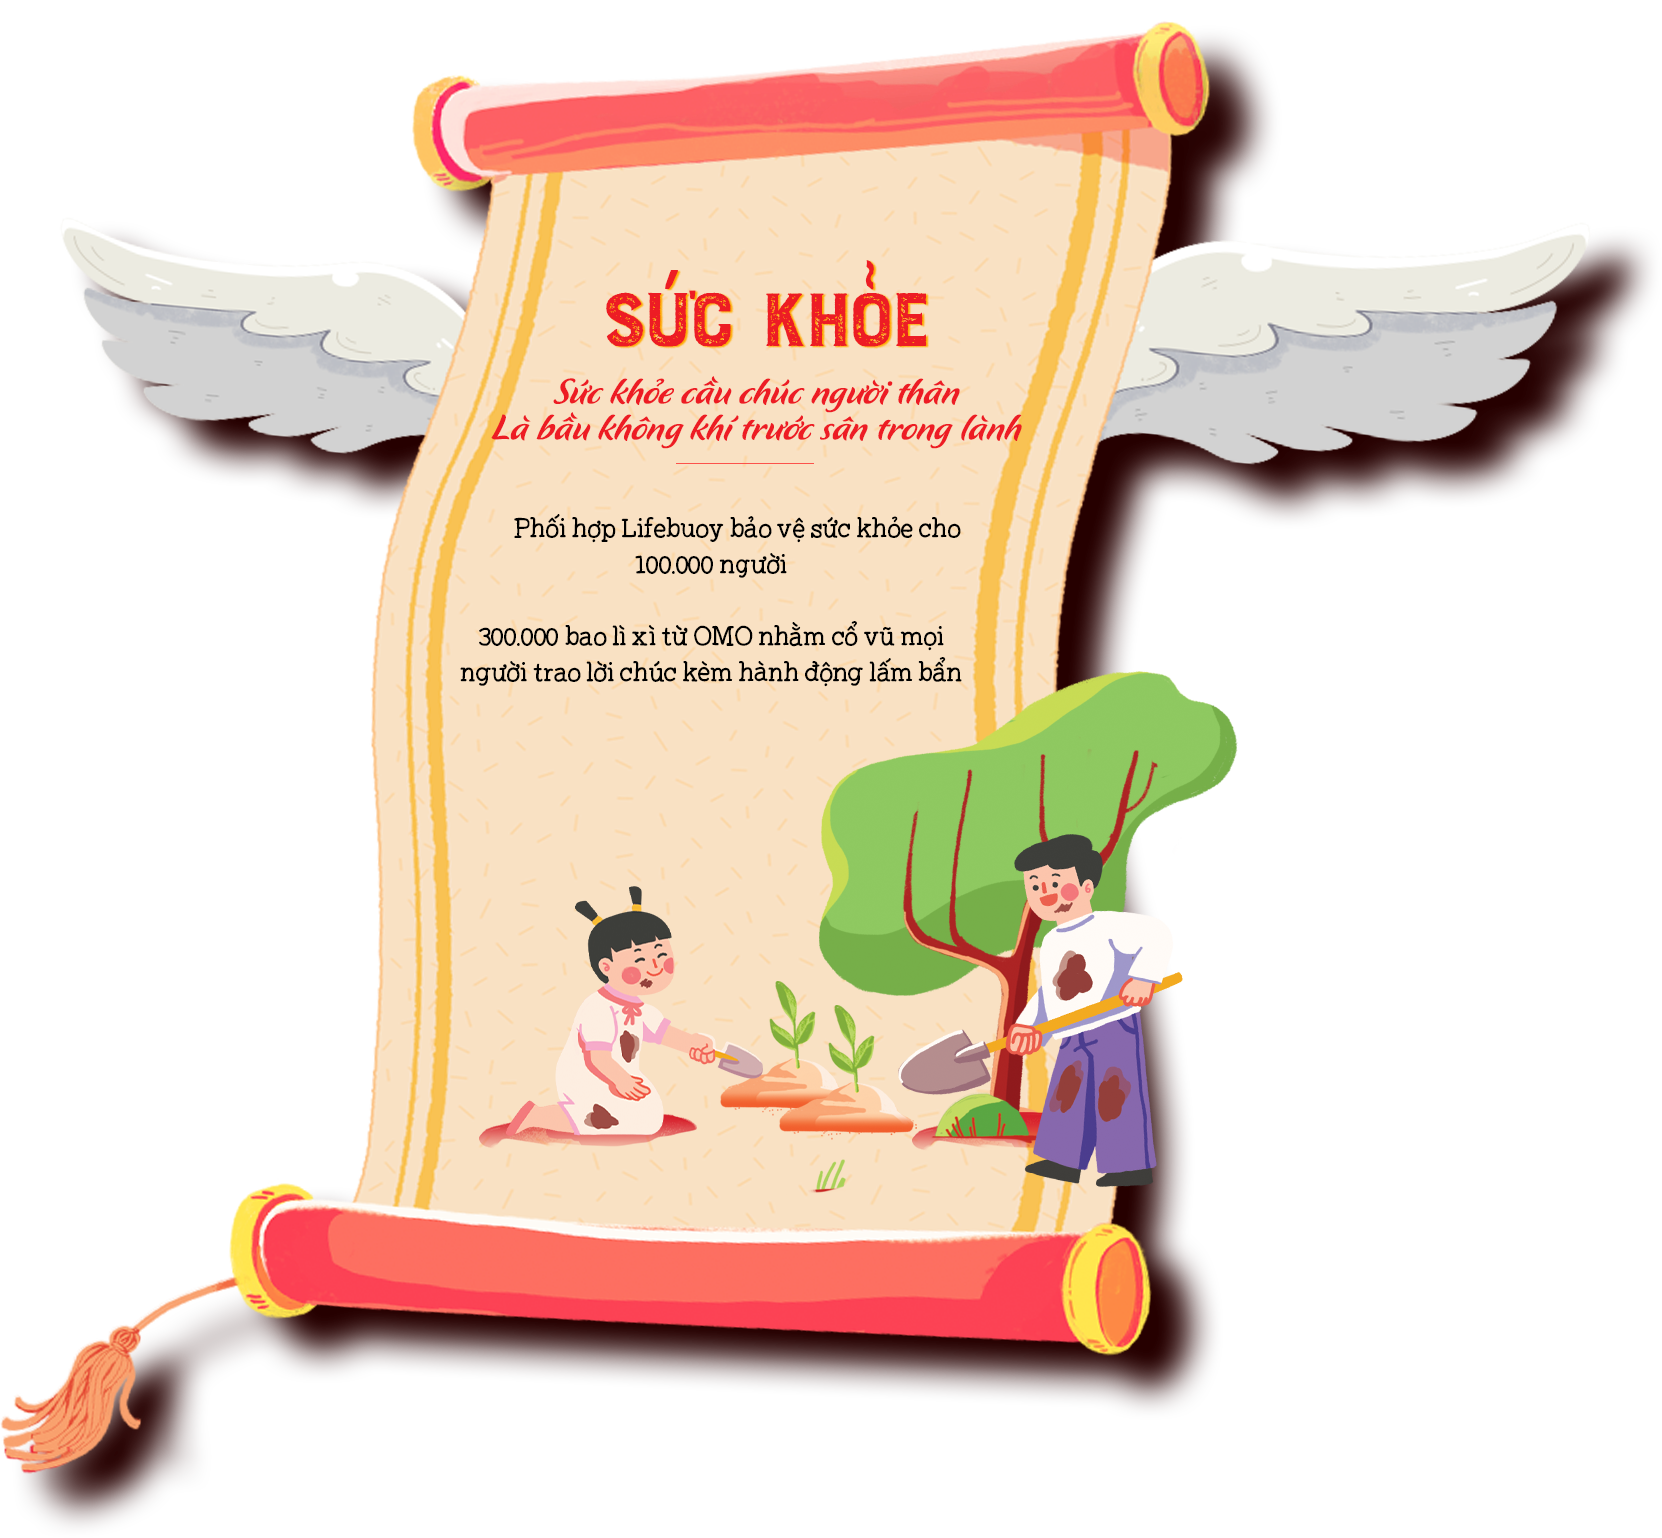 SỨC KHỎE
Sức khỏe cầu chúc người thân
Là bầu không khí trước sân trong lành
Phối hợp Lifebuoy bảo vệ sức khỏe cho
100.000 người
300.000 bao lì xì từ OMO nhằm cổ vũ mọi
người trao lời chúc kèm hành động lấm bẩn